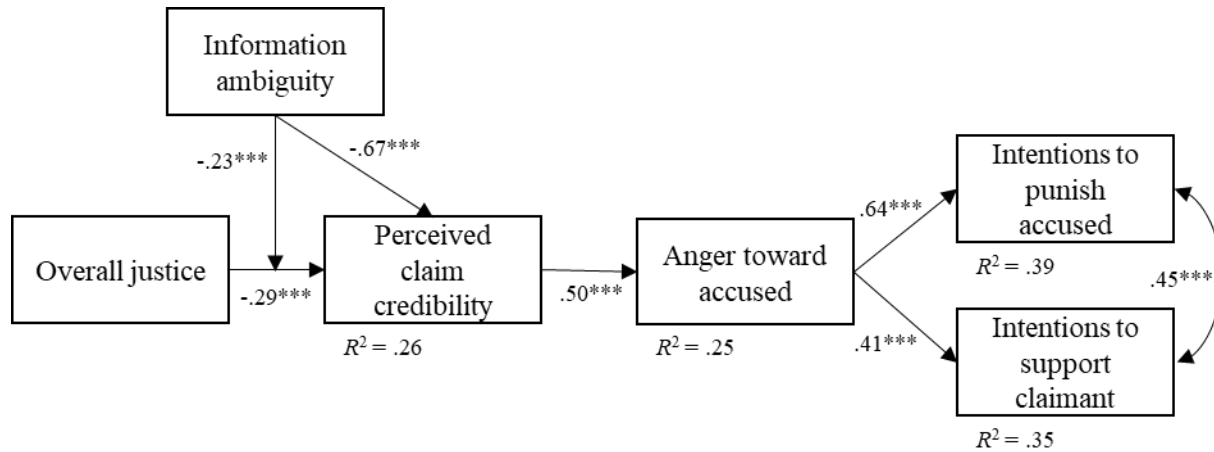 Information
ambiguity
-.23***
-.67***
Overall justice
-.29***
Perceived
claim
credibility
R² = .26
.50***
Anger toward
accused
R² = .25
.64***
.41***
Intentions to
punish
accused
R² = .39
.45***
Intentions to
support
claimant
R² = .35